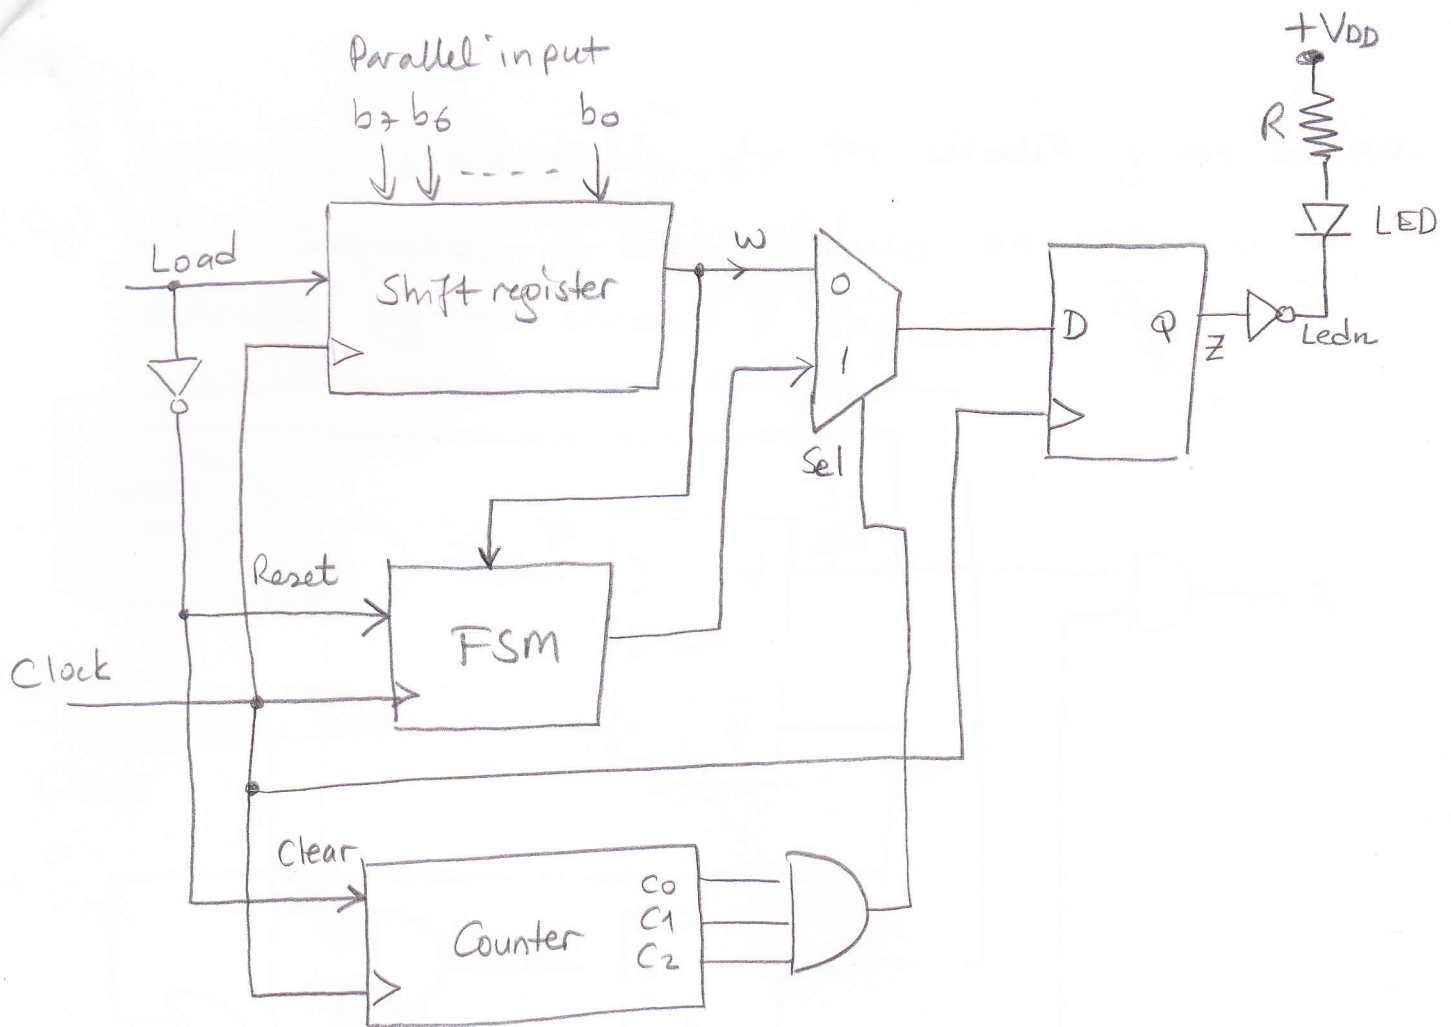 Parallel input
b7 b6 b0
+VDD
R
LED
Load
Shift register
w
0
1
Sel
D Q
Z
Ledn
Reset
FSM
Clock
Clear
Counter
C0
C1
C2